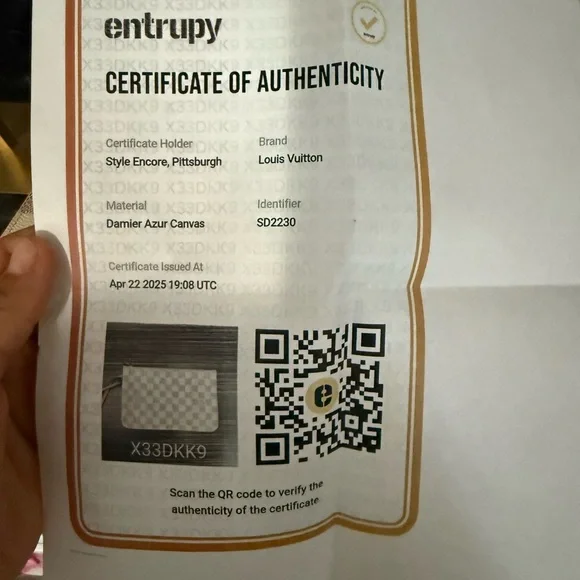 entrupy
CERTIFICATE OF AUTHENTICITY
Certificate Holder
Style Encore, Pittsburgh
Brand
Louis Vuitton
Material
Damier Azur Canvas
Identifier
SD2230
Certificate Issued At
Apr 22 2025 19:08 UTC
X33DKK9
e
Scan the QR code to verify the
authenticity of the certificate.